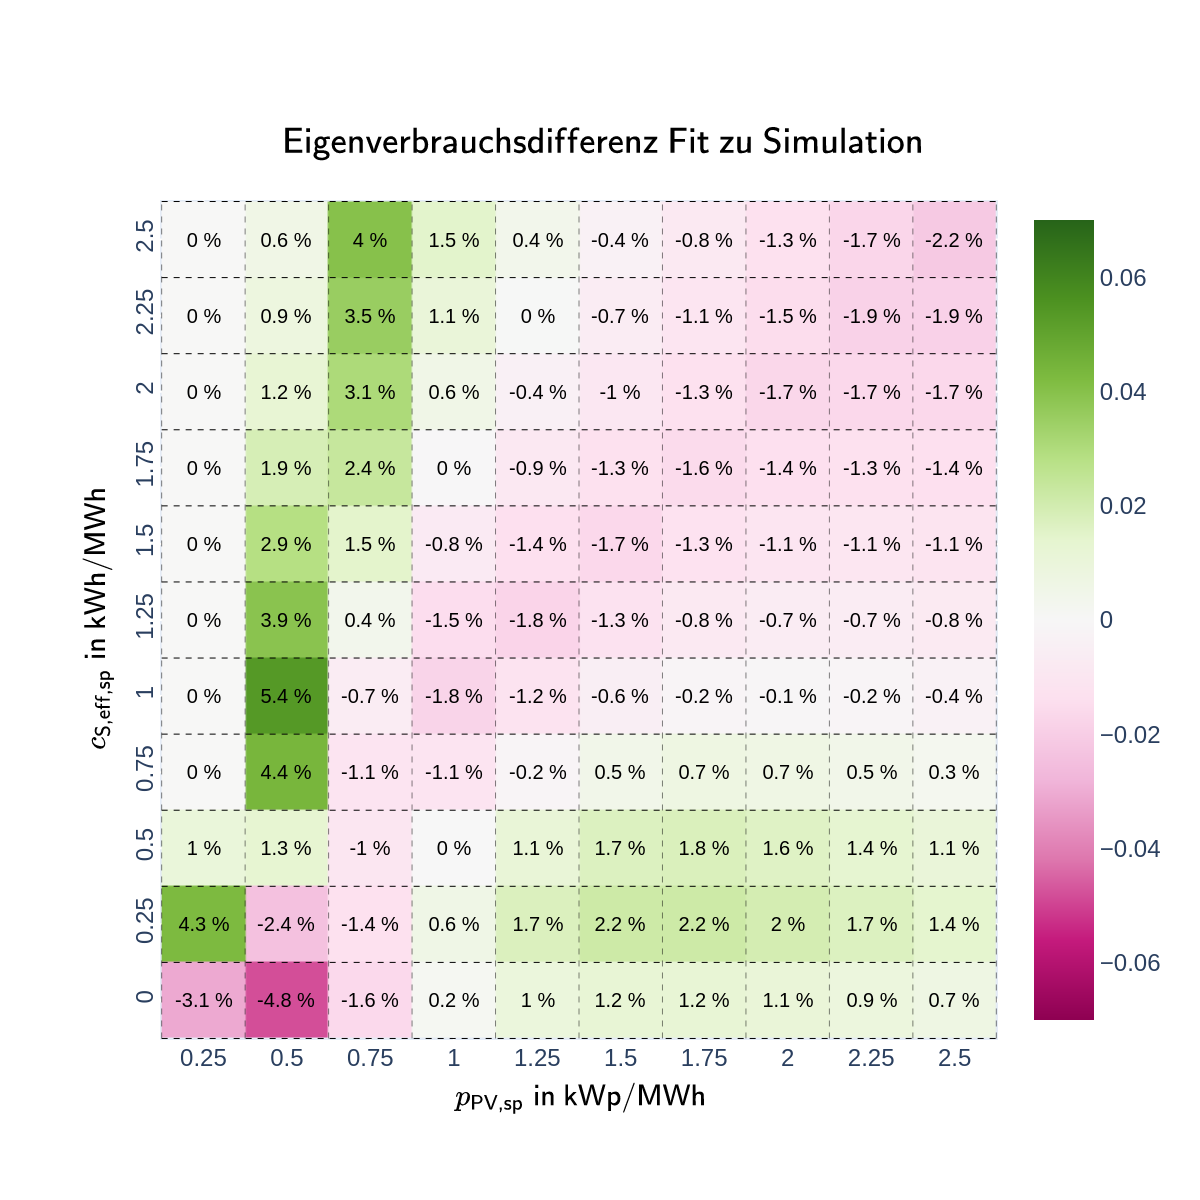 Eigenverbrauchsdifferenz Fit zu Simulation
2.5 0 % 0.6 % 4 % 1.5 % 0.4 % -0.4 % -0.8 % -1.3 % -1.7 % -2.2 %
2.25 0 % 0.9 % 3.5 % 1.1 % 0 % -0.7 % -1.1 % -1.5 % -1.9 % -1.9 %
2 0 % 1.2 % 3.1 % 0.6 % -0.4 % -1 % -1.3 % -1.7 % -1.7 % -1.7 %
1.75 0 % 1.9 % 2.4 % 0 % -0.9 % -1.3 % -1.6 % -1.4 % -1.3 % -1.4 %
1.5 0 % 2.9 % 1.5 % -0.8 % -1.4 % -1.7 % -1.3 % -1.1 % -1.1 % -1.1 %
1.25 0 % 3.9 % 0.4 % -1.5 % -1.8 % -1.3 % -0.8 % -0.7 % -0.7 % -0.8 %
1 0 % 5.4 % -0.7 % -1.8 % -1.2 % -0.6 % -0.2 % -0.1 % -0.2 % -0.4 %
0.75 0 % 4.4 % -1.1 % -1.1 % -0.2 % 0.5 % 0.7 % 0.7 % 0.5 % 0.3 %
0.5 1 % 1.3 % -1 % 0 % 1.1 % 1.7 % 1.8 % 1.6 % 1.4 % 1.1 %
0.25 4.3 % -2.4 % -1.4 % 0.6 % 1.7 % 2.2 % 2.2 % 2 % 1.7 % 1.4 %
0 -3.1 % -4.8 % -1.6 % 0.2 % 1 % 1.2 % 1.2 % 1.1 % 0.9 % 0.7 %
0.25 0.5 0.75 1 1.25 1.5 1.75 2 2.25 2.5
p PV,sp in kWp/MWh
c S,eff,sp in kWh/MWh
0.06
0.04
0.02
0
−0.02
−0.04
−0.06